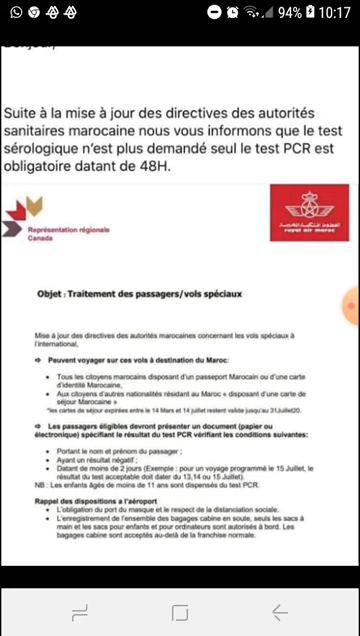 94% 10:17
Bonjour,
Suite à la mise à jour des directives des autorités
sanitaires marocaine nous vous informons que le test
sérologique n'est plus demandé seul le test PCR est
obligatoire datant de 48H.
Représentation régionale
Canada
الخطوط الملكية المغربية
royal air maroc
Objet : Traitement des passagers/vols spéciaux
Mise à jour des directives des autorités marocaines concernant les vols spéciaux à
l'international,
Peuvent voyager sur ces vols à destination du Maroc:
• Tous les citoyens marocains disposant d'un passeport Marocain ou d'une carte
d'identité Marocaine,
• Aux citoyens d'autres nationalités résidant au Maroc « disposant d'une carte de
séjour Marocaine »
*les cartes de séjour expirées entre le 14 Mars et 14 juillet restent valide jusqu'au 31Juillet20.
Les passagers éligibles devront présenter un document (papier ou
électronique) spécifiant le résultat du test PCR vérifiant les conditions suivantes:
• Portant le nom et prénom du passager ;
• Ayant un résultat négatif ;
• Datant de moins de 2 jours (Exemple : pour un voyage programmé le 15 Juillet, le
résultat du test acceptable doit dater du 13,14 ou 15 Juillet).
NB : Les enfants âgés de moins de 11 ans sont dispensés du test PCR.
Rappel des dispositions a l'aéroport
• L'obligation du port du masque et le respect de la distanciation sociale.
• L'enregistrement de l'ensemble des bagages cabine en soute, seuls les sacs à
main et les sacs pour enfants et pour ordinateurs sont autorisés à bord. Les
bagages cabine sont acceptés au-delà de la franchise normale.